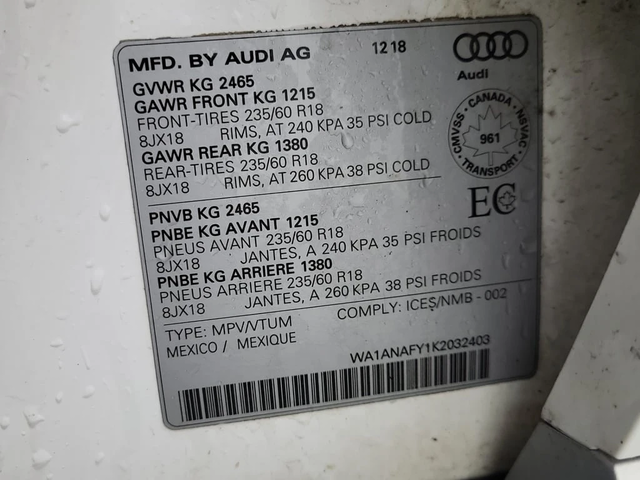 MFD. BY AUDI AG 12 18
Audi
GVWR KG 2465
GAWR FRONT KG 1215
FRONT-TIRES 235/60 R18
8JX18 RIMS, AT 240 KPA 35 PSI COLD
GAWR REAR KG 1380
REAR-TIRES 235/60 R18
8JX18 RIMS, AT 260 KPA 38 PSI COLD
CANADA
CMVSS - NSVAC
961
TRANSPORT
EC
PNVB KG 2465
PNBE KG AVANT 1215
PNEUS AVANT 235/60 R18
8JX18 JANTES, A 240 KPA 35 PSI FROIDS
PNBE KG ARRIERE 1380
PNEUS ARRIERE 235/60 R18
8JX18 JANTES, A 260 KPA 38 PSI FROIDS
TYPE: MPV/VTUM COMPLY: ICES/NMB - 002
MEXICO / MEXIQUE
WA1ANAFY1K2032403